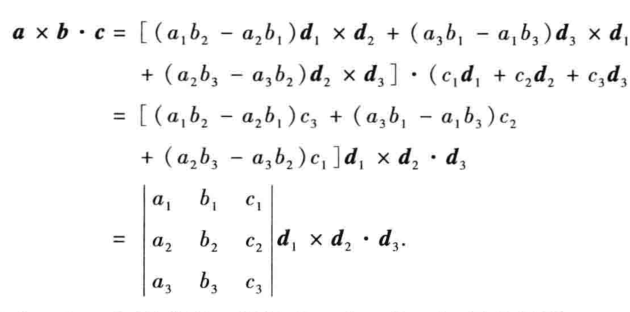 a × b · c = [(a₁b₂ − a₂b₁)d₁ × d₂ + (a₃b₁ − a₁b₃)d₃ × d₁
+ (a₂b₃ − a₃b₂)d₂ × d₃] · (c₁d₁ + c₂d₂ + c₃d₃
= [(a₁b₂ − a₂b₁)c₃ + (a₃b₁ − a₁b₃)c₂
+ (a₂b₃ − a₃b₂)c₁]d₁ × d₂ · d₃
a₁ b₁ c₁
= | a₂ b₂ c₂ | d₁ × d₂ · d₃.
a₃ b₃ c₃